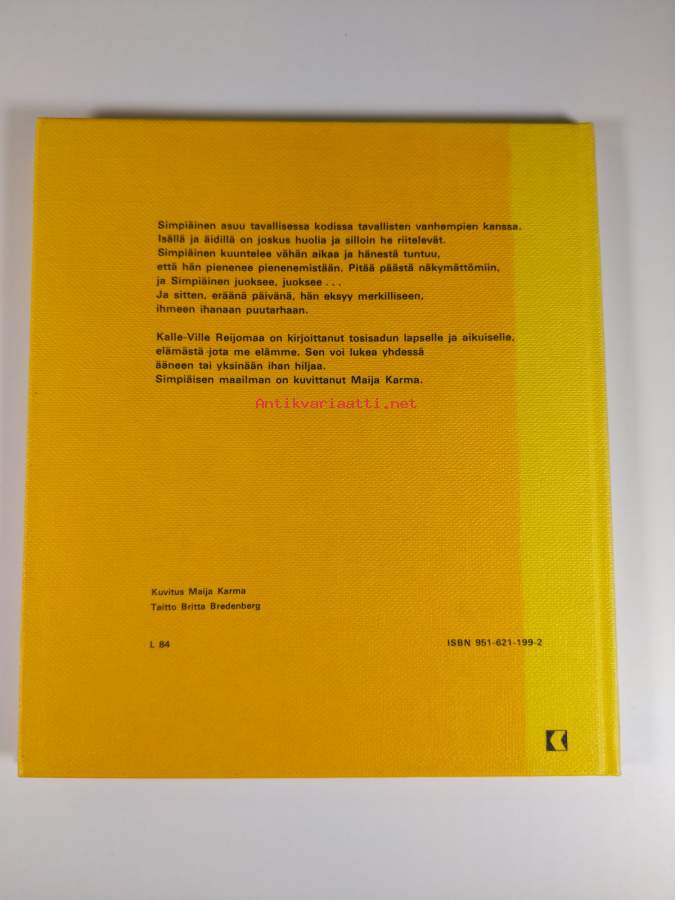 Simpiäinen asuu tavallisessa kodissa tavallisten vanhempien kanssa.
Isällä ja äidillä on joskus huolia ja silloin he riitelevät.
Simpiäinen kuuntelee vähän aikaa ja hänestä tuntuu,
että hän pienenee pienenemistään. Pitää päästä näkymättömiin,
ja Simpiäinen juoksee, juoksee . . .
Ja sitten, eräänä päivänä, hän eksyy merkilliseen,
ihmeen ihanaan puutarhaan.
Kalle-Ville Reijomaa on kirjoittanut tosisadun lapselle ja aikuiselle,
elämästä jota me elämme. Sen voi lukea yhdessä
ääneen tai yksinään ihan hiljaa.
Simpiäisen maailman on kuvittanut Maija Karma.
Antikvariaatti.net
Kuvitus Maija Karma
Taitto Britta Bredenberg
L 84
ISBN 951-621-199-2